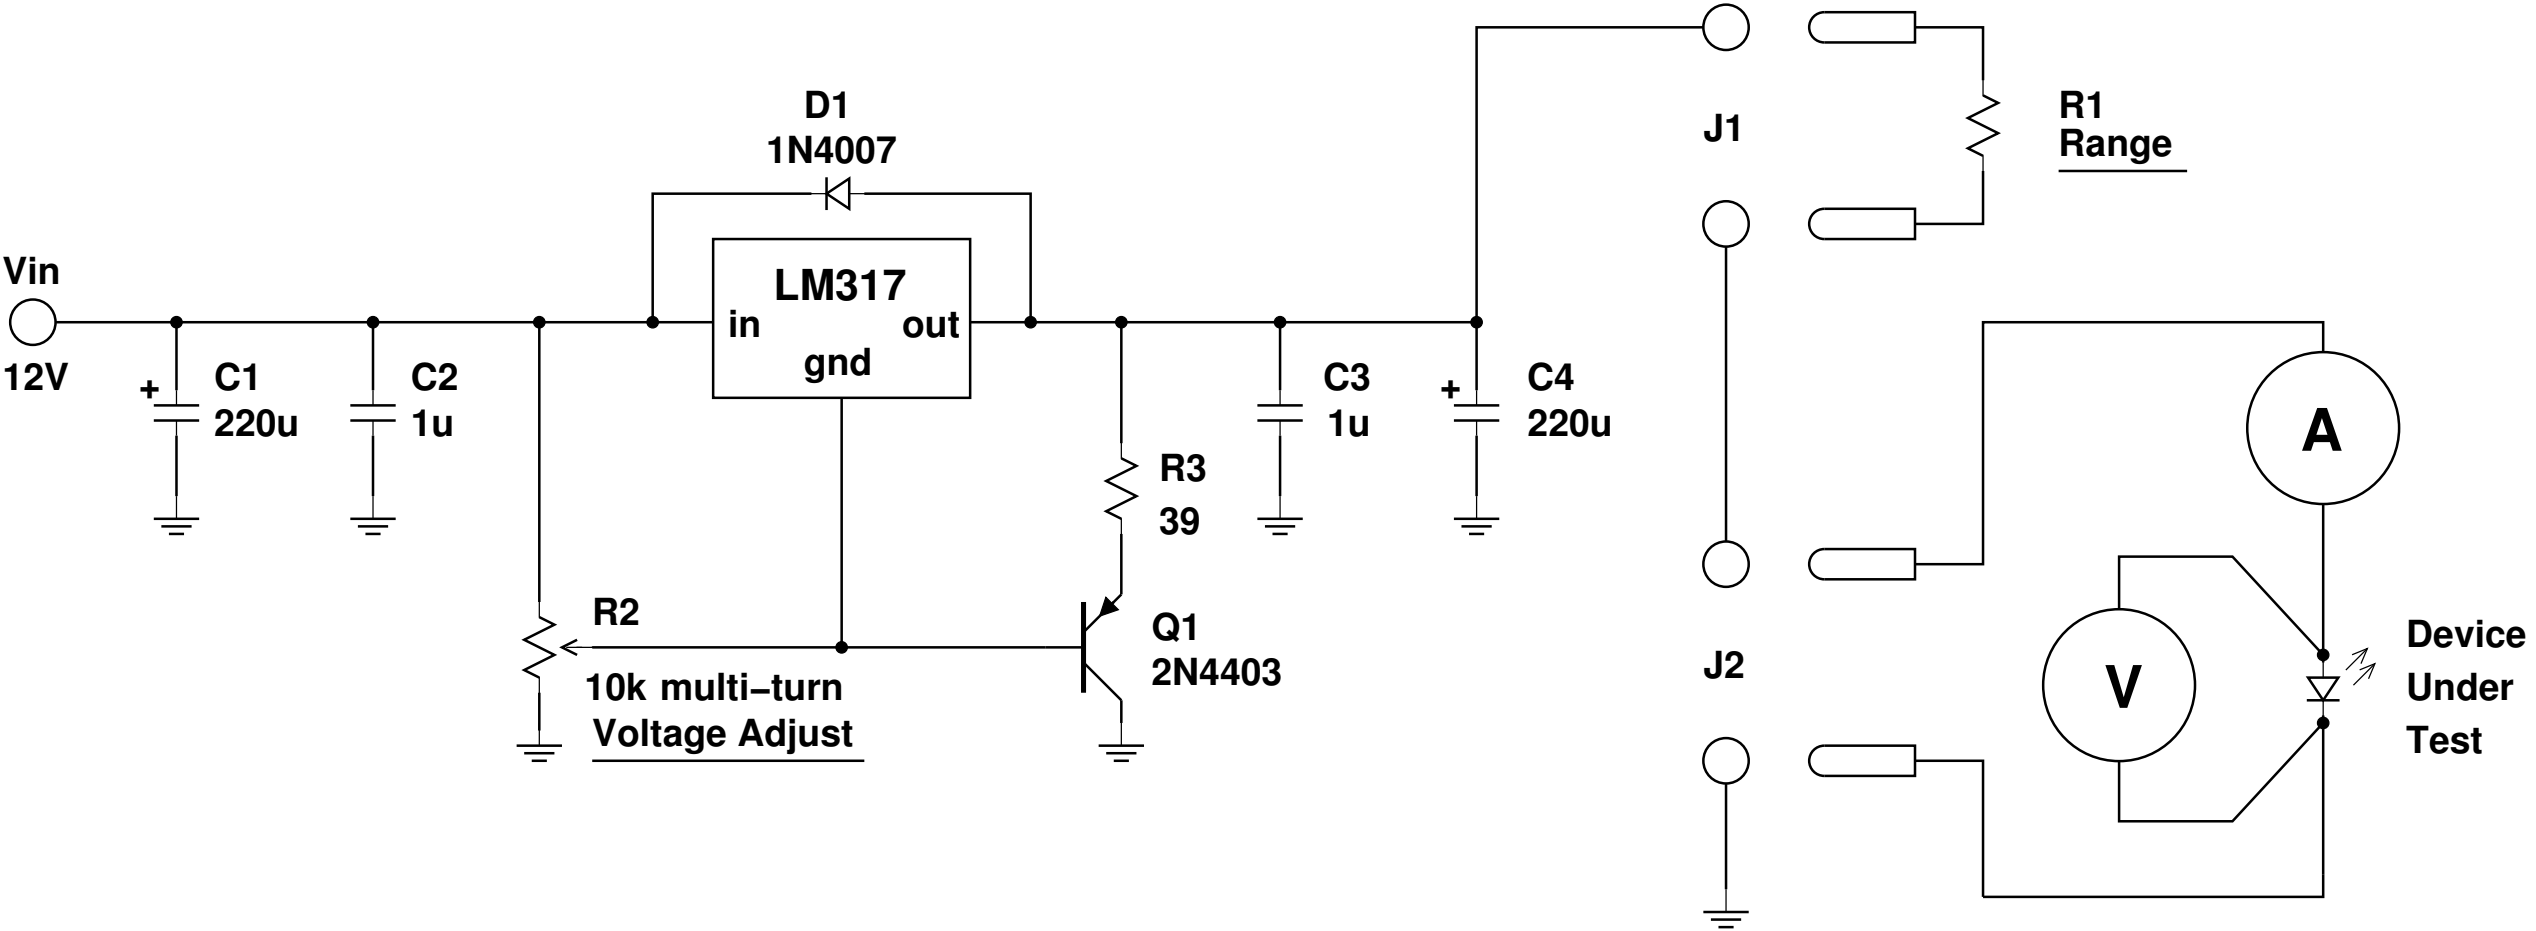 D1
1N4007
J1
R1
Range
Vin
12V
LM317
in
out
gnd
+
C1
220u
C2
1u
C3
1u
+
C4
220u
R3
39
A
R2
10k multi–turn
Voltage Adjust
Q1
2N4403
J2
V
Device
Under
Test